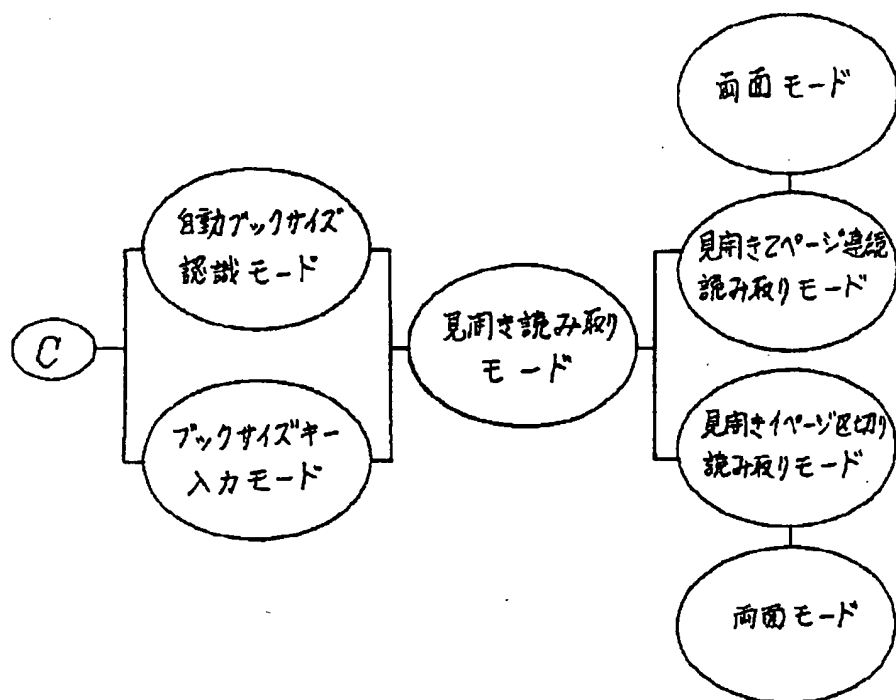 両面モード
自動ブックサイズ
認識モード
見開き2ページ連続
読み取りモード
C
見開き読み取り
モード
ブックサイズキー
入力モード
見開き1ページ区切り
読み取りモード
両面モード